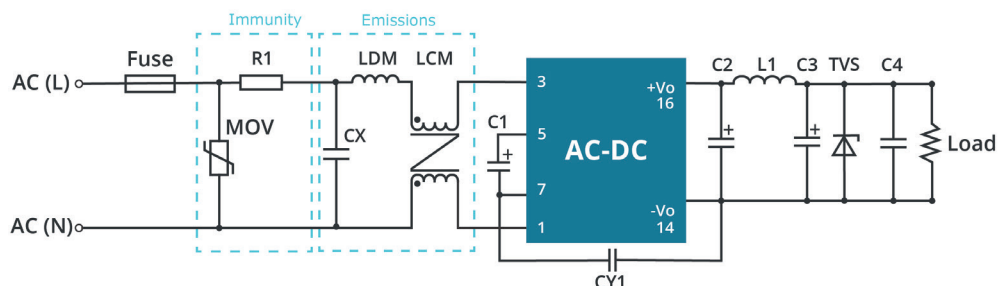 Immunity
Emissions
Fuse
R1
LDM
LCM
C2
L1
C3
TVS
C4
AC (L)
3
+Vo
16
MOV
CX
C1
+
5
AC-DC
+
+
Load
7
AC (N)
1
-Vo
14
CY1